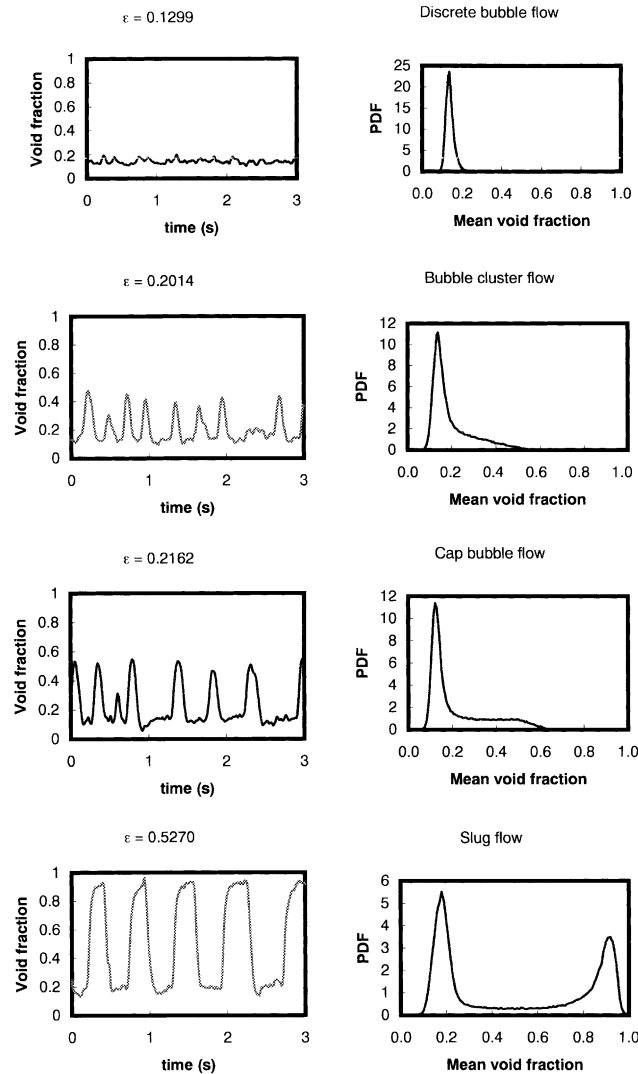 ε = 0.1299
Discrete bubble flow
Void fraction
1
0.8
0.6
0.4
0.2
0
0 1 2 3
time (s)
PDF
25
20
15
10
5
0
0.0 0.2 0.4 0.6 0.8 1.0
Mean void fraction
ε = 0.2014
Bubble cluster flow
Void fraction
1
0.8
0.6
0.4
0.2
0
0 1 2 3
time (s)
PDF
12
10
8
6
4
2
0
0.0 0.2 0.4 0.6 0.8 1.0
Mean void fraction
ε = 0.2162
Cap bubble flow
Void fraction
1
0.8
0.6
0.4
0.2
0
0 1 2 3
time (s)
PDF
12
10
8
6
4
2
0
0.0 0.2 0.4 0.6 0.8 1.0
Mean void fraction
ε = 0.5270
Slug flow
Void fraction
1
0.8
0.6
0.4
0.2
0
0 1 2 3
time (s)
PDF
6
5
4
3
2
1
0
0.0 0.2 0.4 0.6 0.8 1.0
Mean void fraction